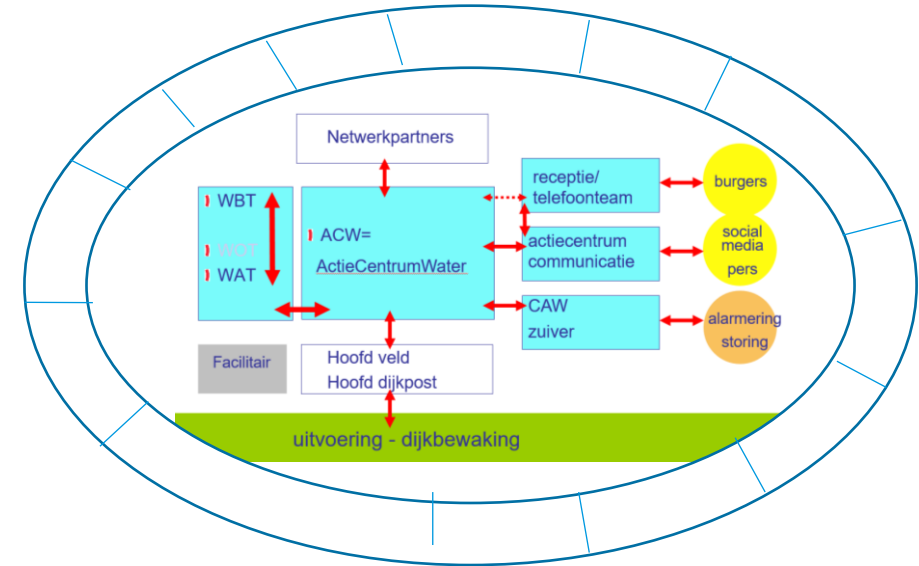 Netwerkpartners
WBT
WOT
WAT
ACW=
ActieCentrumWater
receptie/
telefoonteam
burgers
actiecentrum
communicatie
social
media
pers
CAW
zuiver
alarmering
storing
Facilitair
Hoofd veld
Hoofd dijkpost
uitvoering - dijkbewaking